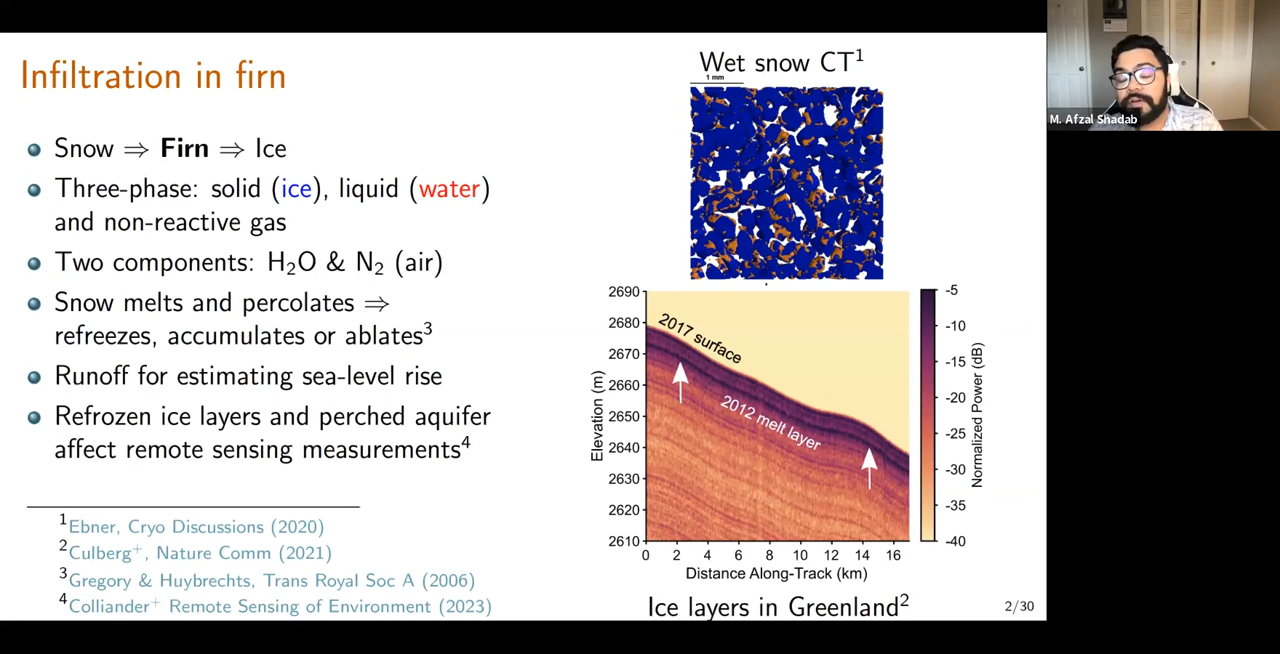 Infiltration in firn
Snow ⇒ Firn ⇒ Ice
Three-phase: solid (ice), liquid (water)
and non-reactive gas
Two components: H₂O & N₂ (air)
Snow melts and percolates ⇒
refreezes, accumulates or ablates³
Runoff for estimating sea-level rise
Refrozen ice layers and perched aquifer
affect remote sensing measurements⁴
¹Ebner, Cryo Discussions (2020)
²Culberg⁺, Nature Comm (2021)
³Gregory & Huybrechts, Trans Royal Soc A (2006)
⁴Colliander⁺ Remote Sensing of Environment (2023)
Wet snow CT¹
1 mm
2690
2680
2670
2660
2650
2640
2630
2620
2610
Elevation (m)
2017 surface
2012 melt layer
0 2 4 6 8 10 12 14 16
Distance Along-Track (km)
-5
-10
-15
-20
-25
-30
-35
-40
Normalized Power (dB)
Ice layers in Greenland²
2/30
M. Afzal Shadab